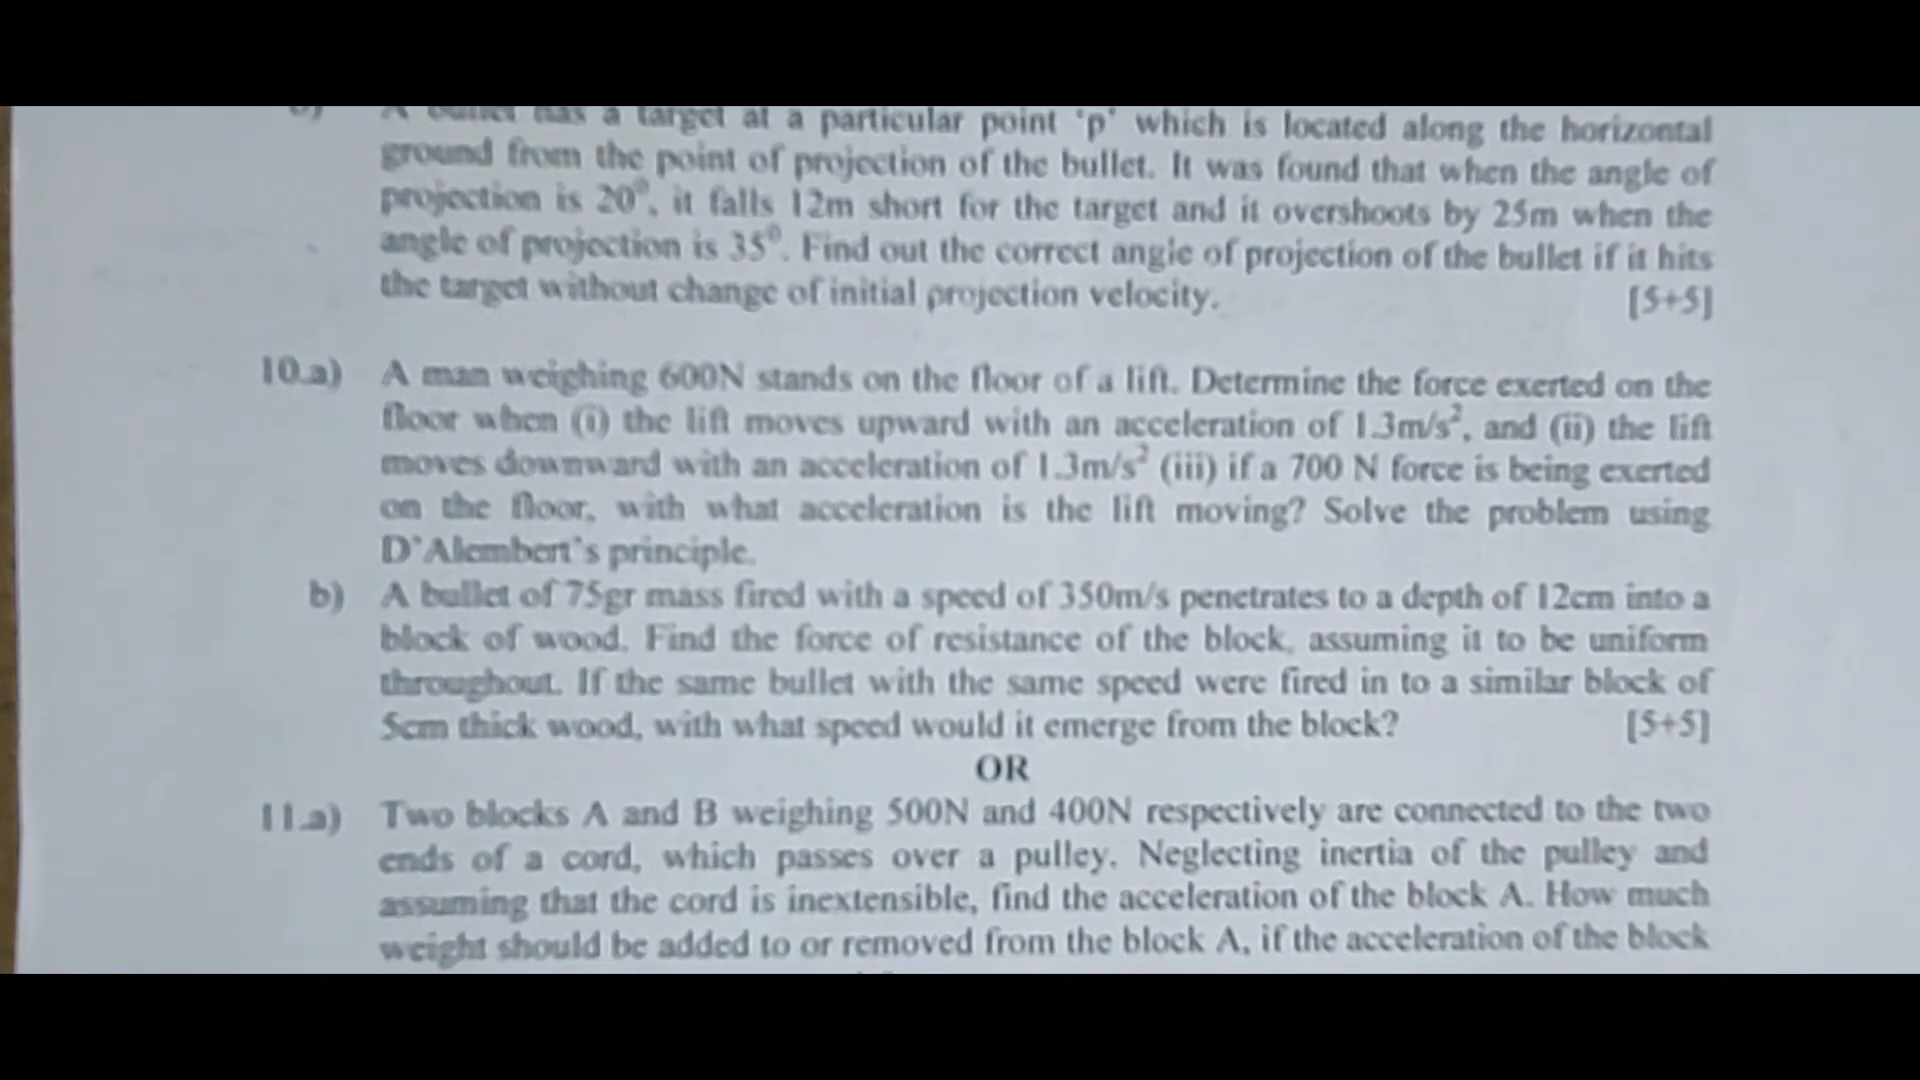 b) A bullet has a target at a particular point 'p' which is located along the horizontal
ground from the point of projection of the bullet. It was found that when the angle of
projection is 20⁰, it falls 12m short for the target and it overshoots by 25m when the
angle of projection is 35⁰. Find out the correct angle of projection of the bullet if it hits
the target without change of initial projection velocity. [5+5]
10.a) A man weighing 600N stands on the floor of a lift. Determine the force exerted on the
floor when (i) the lift moves upward with an acceleration of 1.3m/s², and (ii) the lift
moves downward with an acceleration of 1.3m/s² (iii) if a 700 N force is being exerted
on the floor, with what acceleration is the lift moving? Solve the problem using
D'Alembert's principle.
b) A bullet of 75gr mass fired with a speed of 350m/s penetrates to a depth of 12cm into a
block of wood. Find the force of resistance of the block, assuming it to be uniform
throughout. If the same bullet with the same speed were fired in to a similar block of
5cm thick wood, with what speed would it emerge from the block? [5+5]
OR
11.a) Two blocks A and B weighing 500N and 400N respectively are connected to the two
ends of a cord, which passes over a pulley. Neglecting inertia of the pulley and
assuming that the cord is inextensible, find the acceleration of the block A. How much
weight should be added to or removed from the block A, if the acceleration of the block